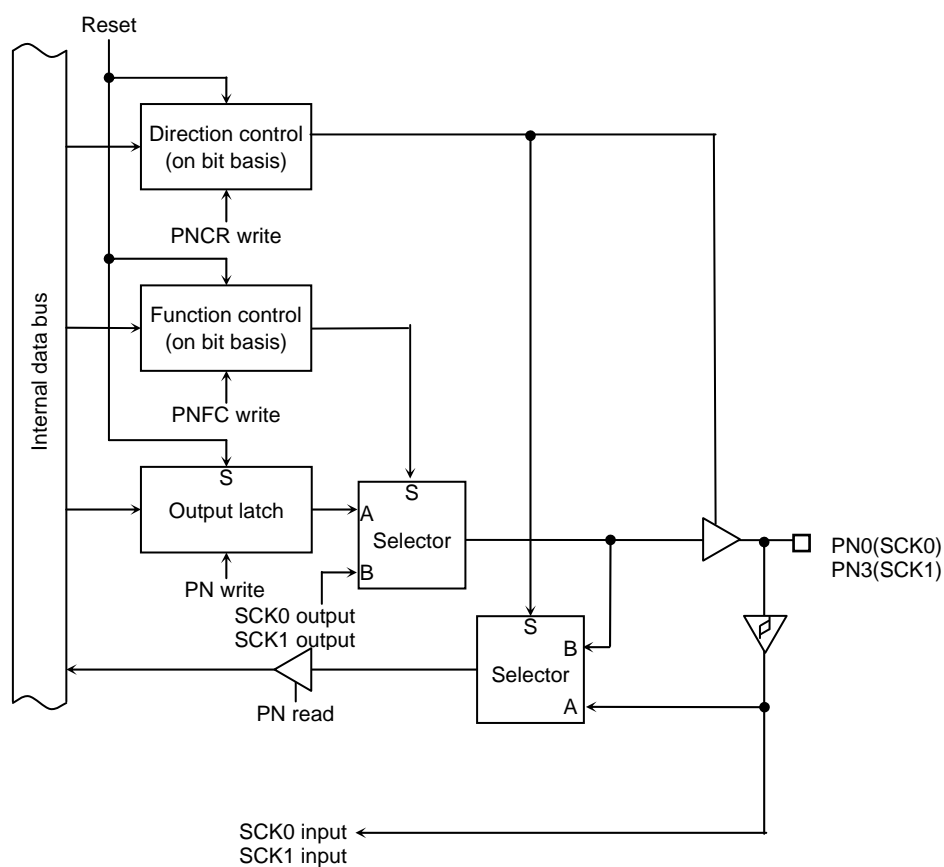 Reset
Internal data bus
Direction control
(on bit basis)
PNCR write
Function control
(on bit basis)
PNFC write
S
Output latch
PN write
S
A
Selector
B
SCK0 output
SCK1 output
PN0(SCK0)
PN3(SCK1)
S
B
Selector
A
PN read
SCK0 input
SCK1 input